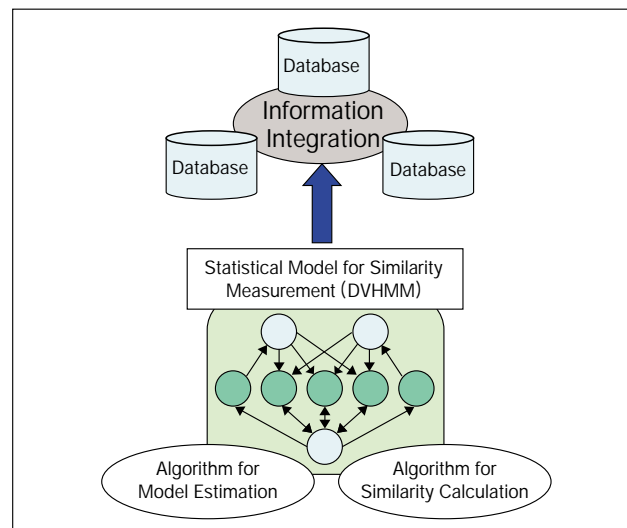 Database
Information
Integration
Database
Database
Statistical Model for Similarity
Measurement (DVHMM)
Algorithm for
Model Estimation
Algorithm for
Similarity Calculation